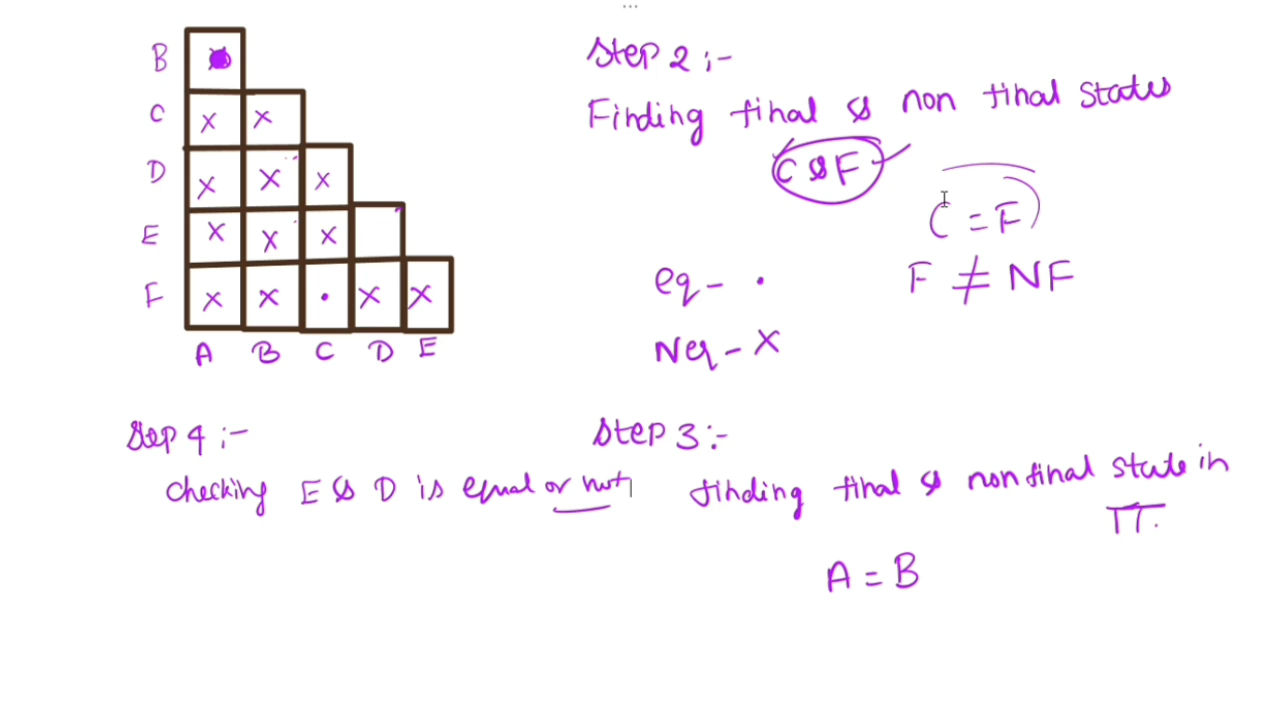 B
C X X
D X X X
E X X X
F X X • X X
A B C D E
Step 2 :-
Finding final & non final states
C & F
C = F
F ≠ NF
eq - •
Neq - X
Step 4 :-
checking E & D is equal or not
Step 3 :-
finding final & non final state in
TT.
A = B